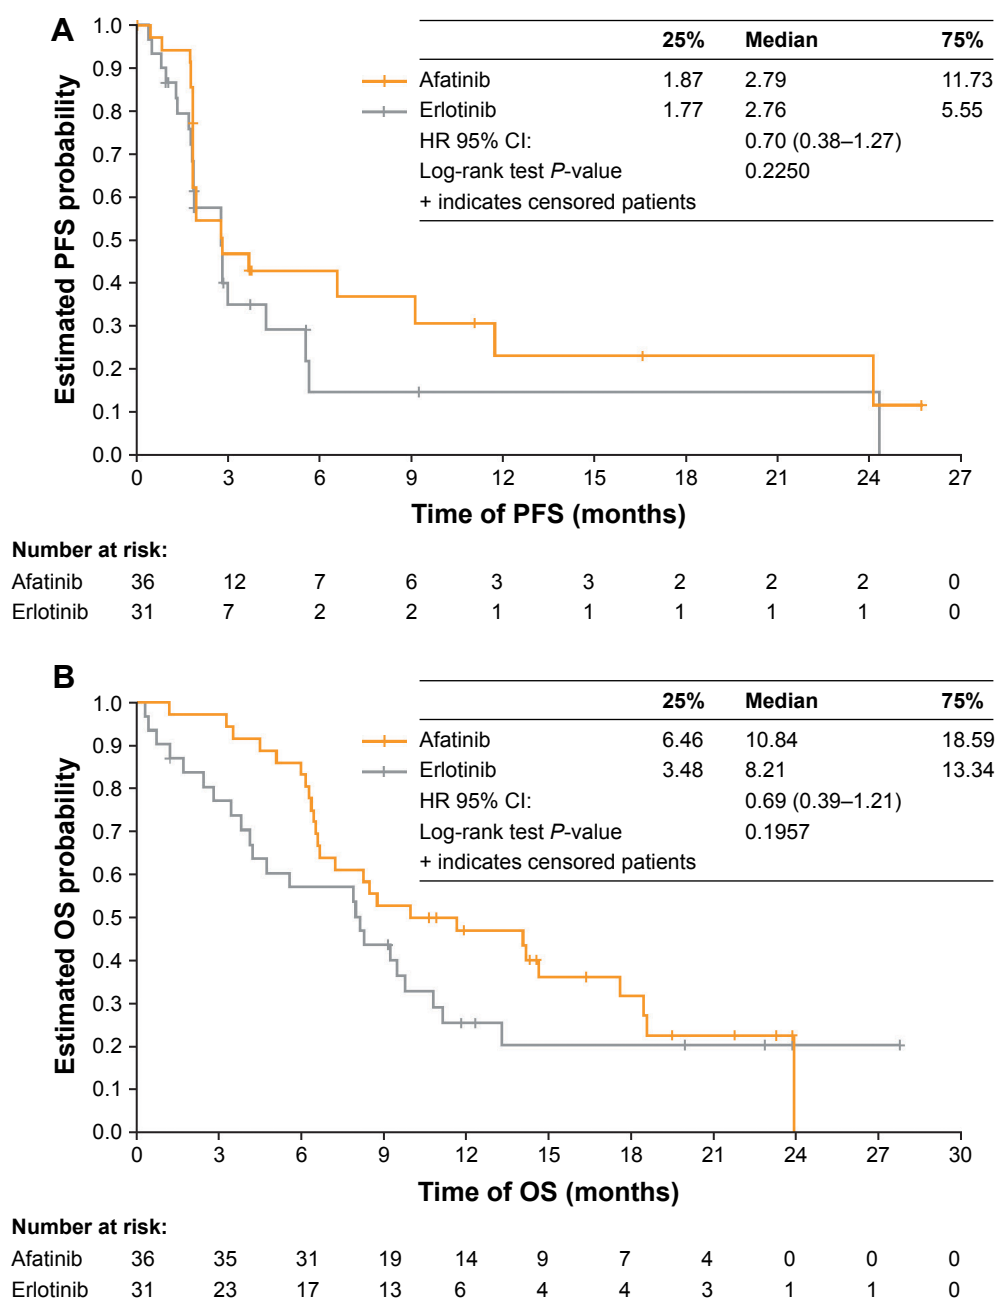 A
25% Median 75%
Afatinib 1.87 2.79 11.73
Erlotinib 1.77 2.76 5.55
HR 95% CI: 0.70 (0.38–1.27)
Log-rank test P-value 0.2250
+ indicates censored patients
Estimated PFS probability
1.0
0.9
0.8
0.7
0.6
0.5
0.4
0.3
0.2
0.1
0.0
0 3 6 9 12 15 18 21 24 27
Time of PFS (months)
Number at risk:
Afatinib 36 12 7 6 3 3 2 2 2 0
Erlotinib 31 7 2 2 1 1 1 1 1 0
B
25% Median 75%
Afatinib 6.46 10.84 18.59
Erlotinib 3.48 8.21 13.34
HR 95% CI: 0.69 (0.39–1.21)
Log-rank test P-value 0.1957
+ indicates censored patients
Estimated OS probability
1.0
0.9
0.8
0.7
0.6
0.5
0.4
0.3
0.2
0.1
0.0
0 3 6 9 12 15 18 21 24 27 30
Time of OS (months)
Number at risk:
Afatinib 36 35 31 19 14 9 7 4 0 0 0
Erlotinib 31 23 17 13 6 4 4 3 1 1 0